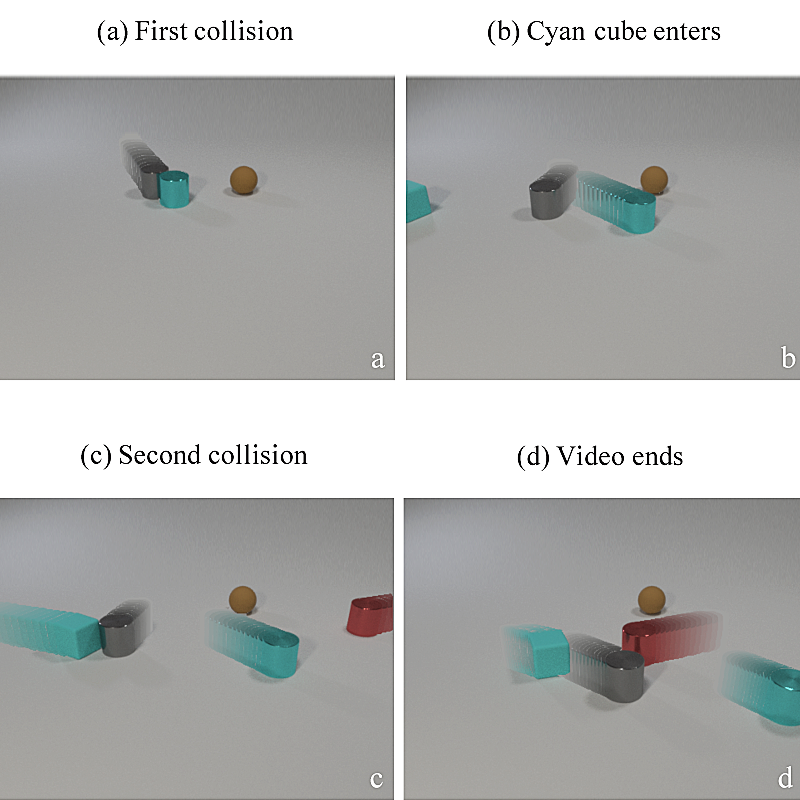 (a) First collision
(b) Cyan cube enters
a
b
(c) Second collision
(d) Video ends
c
d